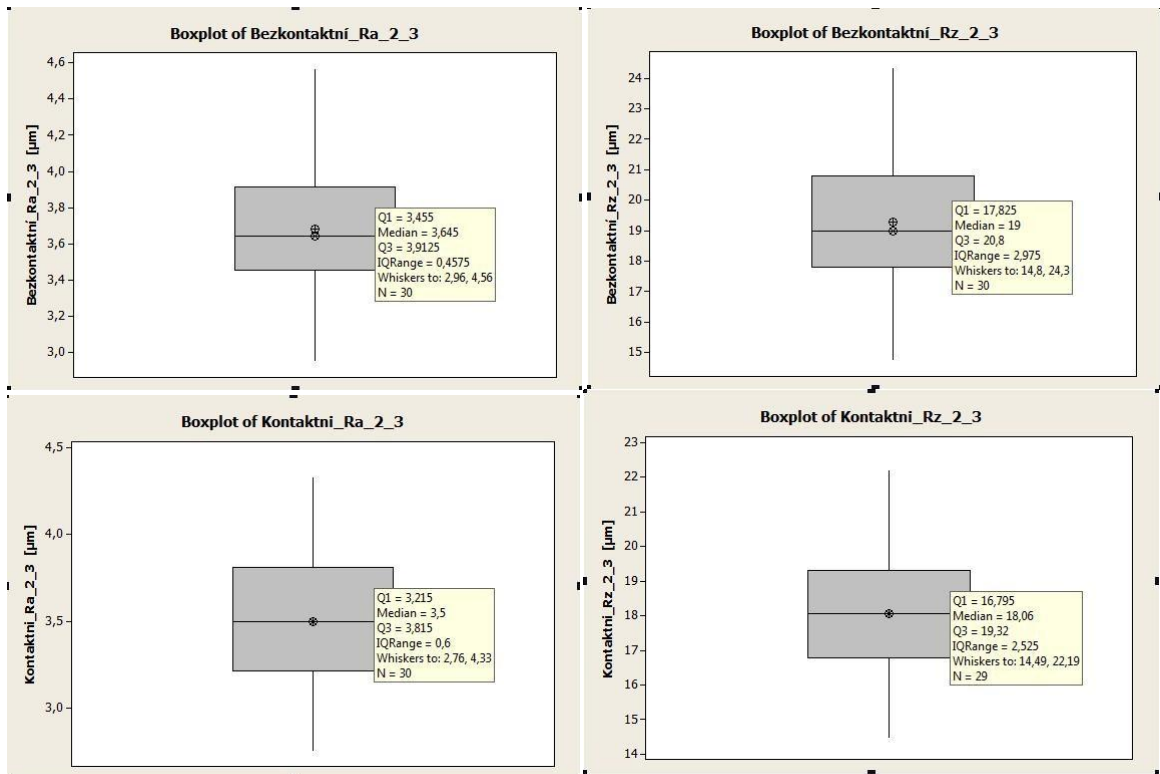 Boxplot of Bezkontaktní_Ra_2_3
4,6
4,4
4,2
4,0
3,8
3,6
3,4
3,2
3,0
Bezkontaktní_Ra_2_3 [µm]
Q1 = 3,455
Median = 3,645
Q3 = 3,9125
IQRange = 0,4575
Whiskers to: 2,96, 4,56
N = 30
Boxplot of Bezkontaktní_Rz_2_3
24
23
22
21
20
19
18
17
16
15
Bezkontaktní_Rz_2_3 [µm]
Q1 = 17,825
Median = 19
Q3 = 20,8
IQRange = 2,975
Whiskers to: 14,8, 24,3
N = 30
Boxplot of Kontaktni_Ra_2_3
4,5
4,0
3,5
3,0
Kontaktni_Ra_2_3 [µm]
Q1 = 3,215
Median = 3,5
Q3 = 3,815
IQRange = 0,6
Whiskers to: 2,76, 4,33
N = 30
Boxplot of Kontaktni_Rz_2_3
23
22
21
20
19
18
17
16
15
14
Kontaktni_Rz_2_3 [µm]
Q1 = 16,795
Median = 18,06
Q3 = 19,32
IQRange = 2,525
Whiskers to: 14,49, 22,19
N = 29